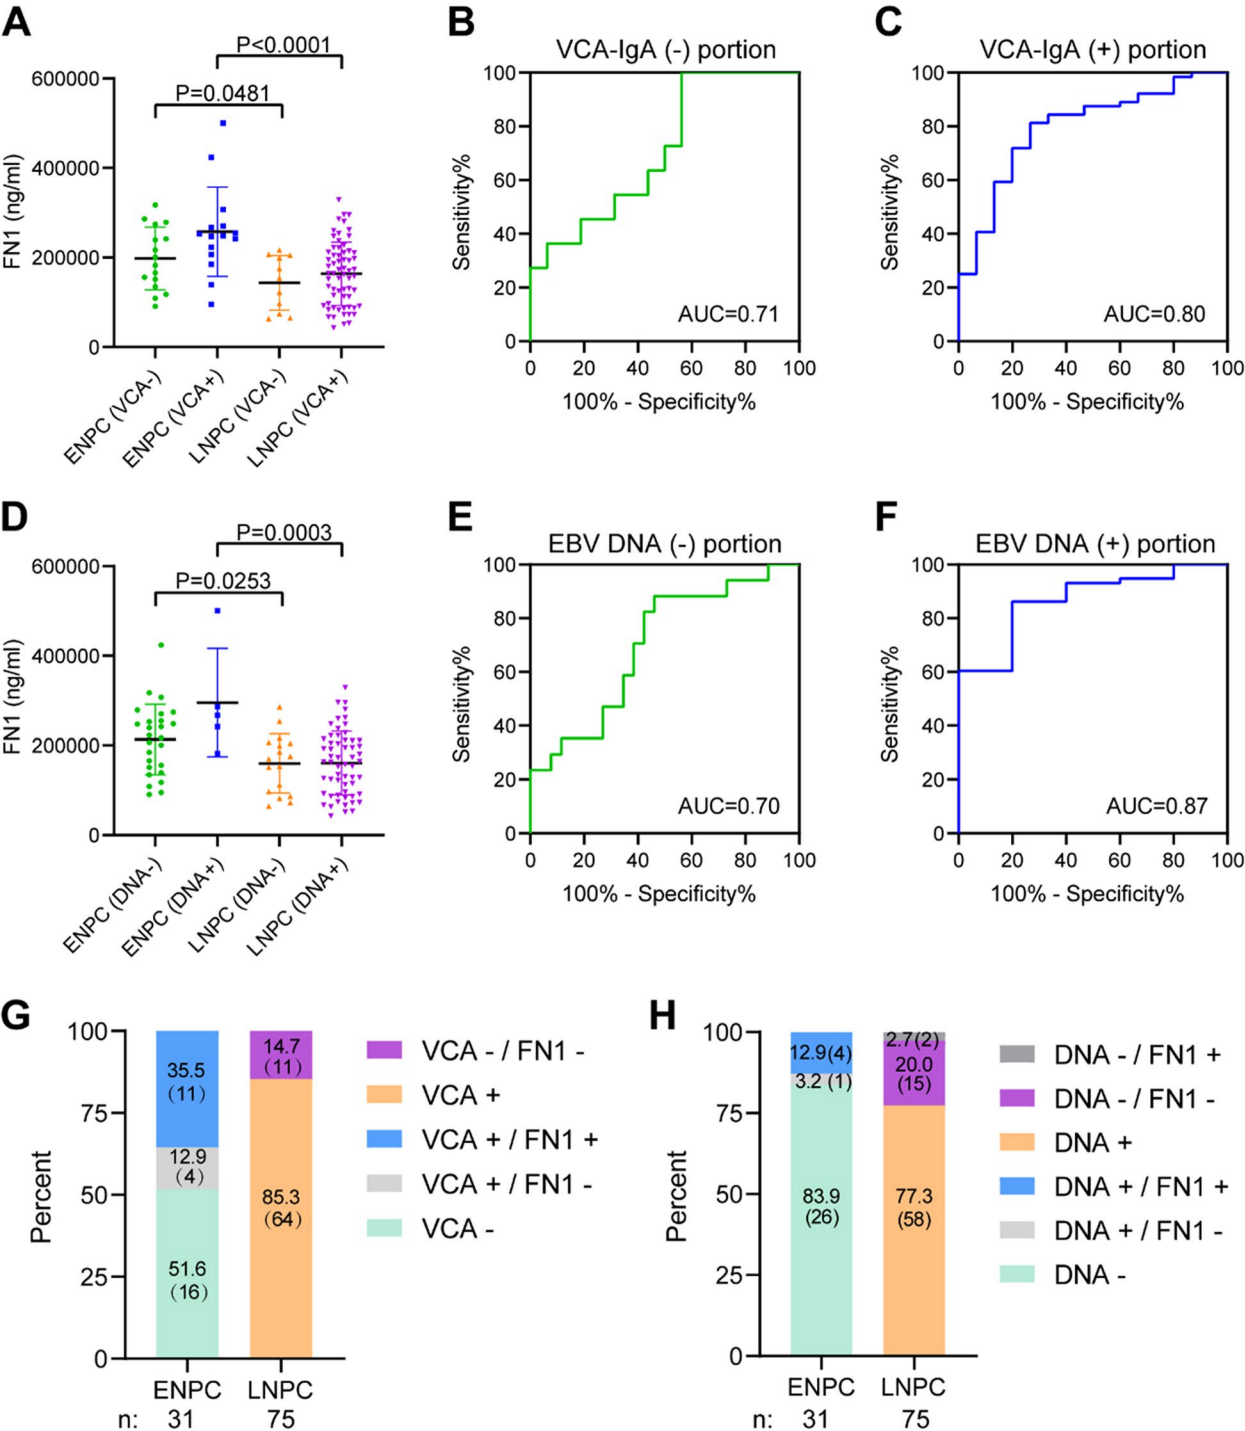 A
P<0.0001
P=0.0481
FN1 (ng/ml)
600000
400000
200000
0
ENPC (VCA-)
ENPC (VCA+)
LNPC (VCA-)
LNPC (VCA+)
B
VCA-IgA (-) portion
Sensitivity%
100
80
60
40
20
0
AUC=0.71
0 20 40 60 80 100
100% - Specificity%
C
VCA-IgA (+) portion
Sensitivity%
100
80
60
40
20
0
AUC=0.80
0 20 40 60 80 100
100% - Specificity%
D
P=0.0003
P=0.0253
FN1 (ng/ml)
600000
400000
200000
0
ENPC (DNA-)
ENPC (DNA+)
LNPC (DNA-)
LNPC (DNA+)
E
EBV DNA (-) portion
Sensitivity%
100
80
60
40
20
0
AUC=0.70
0 20 40 60 80 100
100% - Specificity%
F
EBV DNA (+) portion
Sensitivity%
100
80
60
40
20
0
AUC=0.87
0 20 40 60 80 100
100% - Specificity%
G
Percent
100
75
50
25
0
35.5
(11)
12.9
(4)
51.6
(16)
14.7
(11)
85.3
(64)
ENPC LNPC
n: 31 75
VCA - / FN1 -
VCA +
VCA + / FN1 +
VCA + / FN1 -
VCA -
H
Percent
100
75
50
25
0
12.9(4)
3.2 (1)
83.9
(26)
2.7(2)
20.0
(15)
77.3
(58)
ENPC LNPC
n: 31 75
DNA - / FN1 +
DNA - / FN1 -
DNA +
DNA + / FN1 +
DNA + / FN1 -
DNA -